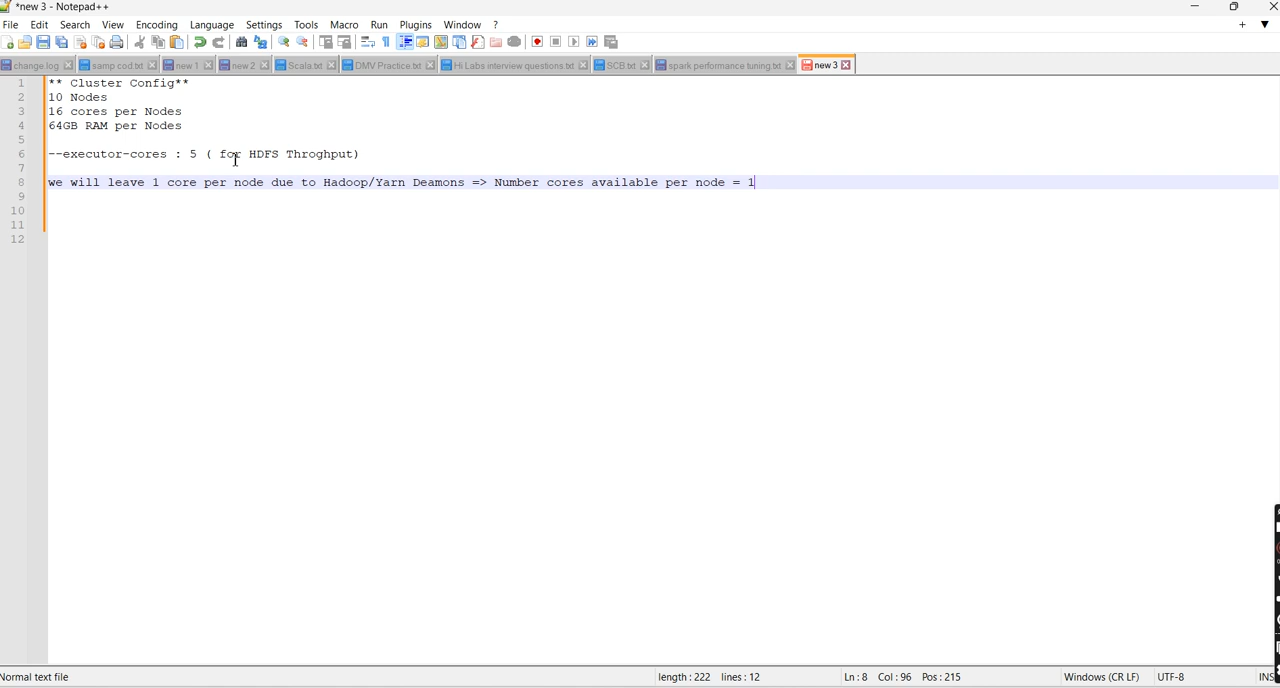 *new 3 - Notepad++
File Edit Search View Encoding Language Settings Tools Macro Run Plugins Window ?
change.log samp cod.txt new 1 new 2 Scala.txt DMV Practice.txt Hi Labs interview questions.txt SCB.txt spark performance tuning.txt new 3
1 ** Cluster Config**
2 10 Nodes
3 16 cores per Nodes
4 64GB RAM per Nodes
5
6 --executor-cores : 5 ( for HDFS Throghput)
7
8 we will leave 1 core per node due to Hadoop/Yarn Deamons => Number cores available per node = 1
9
10
11
12
Normal text file length : 222 lines : 12 Ln : 8 Col : 96 Pos : 215 Windows (CR LF) UTF-8 INS